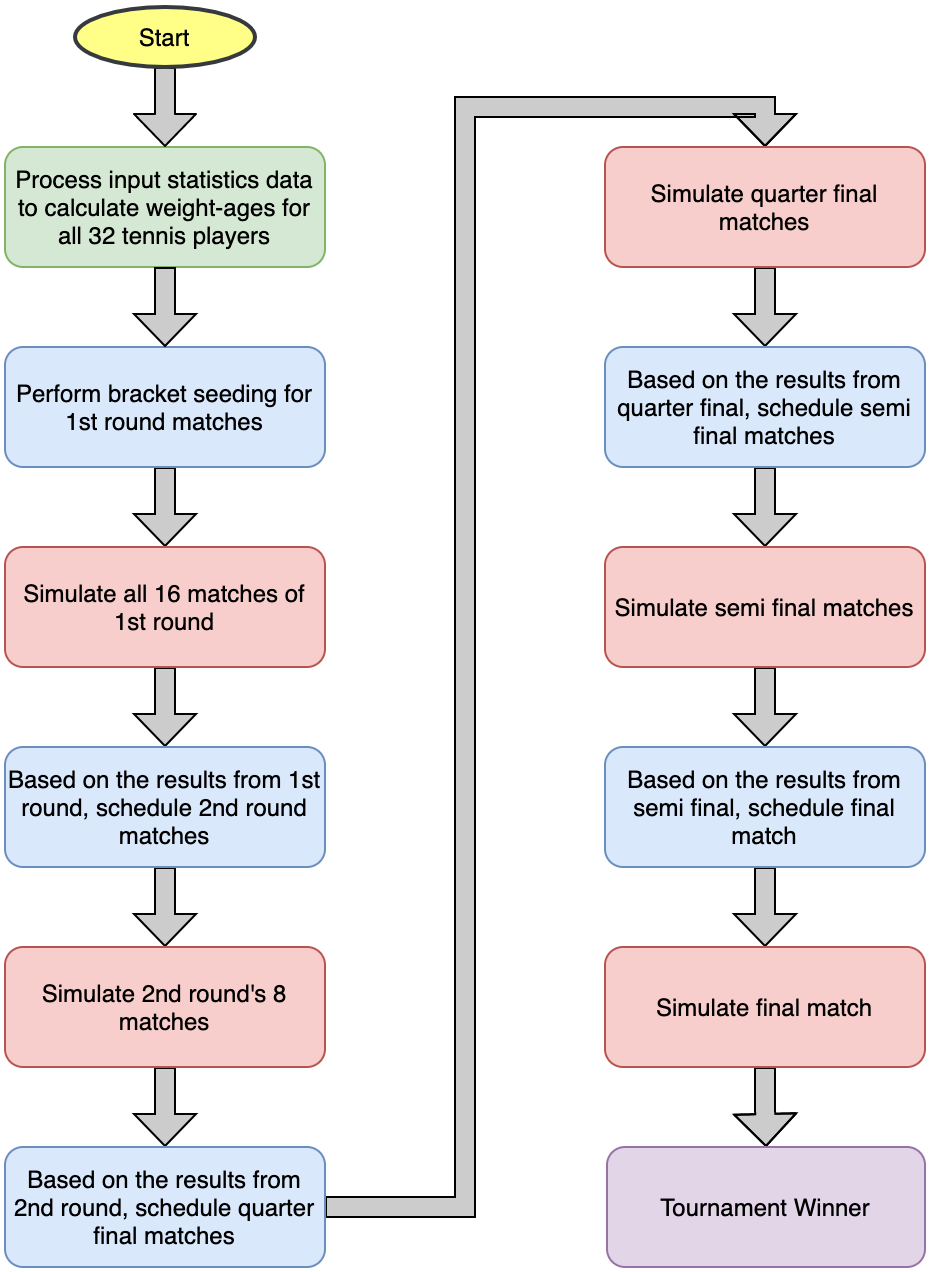 Start
Process input statistics data
to calculate weight-ages for
all 32 tennis players
Perform bracket seeding for
1st round matches
Simulate all 16 matches of
1st round
Based on the results from 1st
round, schedule 2nd round
matches
Simulate 2nd round's 8
matches
Based on the results from
2nd round, schedule quarter
final matches
Simulate quarter final
matches
Based on the results from
quarter final, schedule semi
final matches
Simulate semi final matches
Based on the results from
semi final, schedule final
match
Simulate final match
Tournament Winner